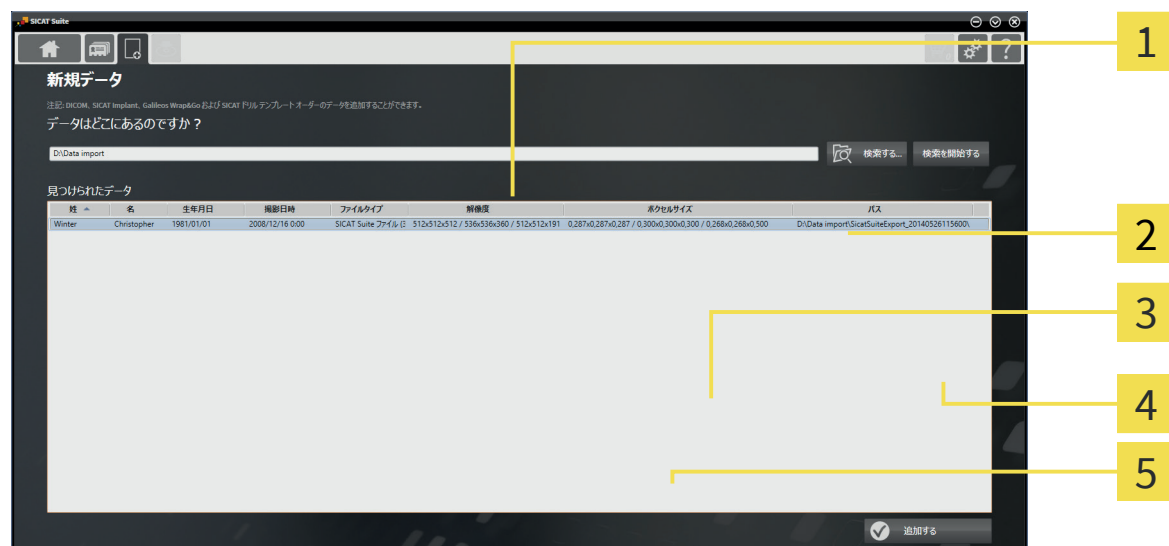 SICAT Suite
1
新規データ
注記: DICOM、SICAT Implant、Galileos Wrap&Go および SICAT ドリル テンプレート オーダーのデータを追加することができます。
データはどこにあるのですか？
D:\Data import
検索する...
検索を開始する
見つけられたデータ
姓 名 生年月日 撮影日時 ファイルタイプ 解像度 ボクセルサイズ パス
Winter Christopher 1981/01/01 2008/12/16 0:00 SICAT Suite ファイル (3 512x512x512 / 536x536x360 / 512x512x191 0,287x0,287x0,287 / 0,300x0,300x0,300 / 0,268x0,268x0,500 D:\Data import\SicatSuiteExport_20140526115600\
2
3
4
5
追加する